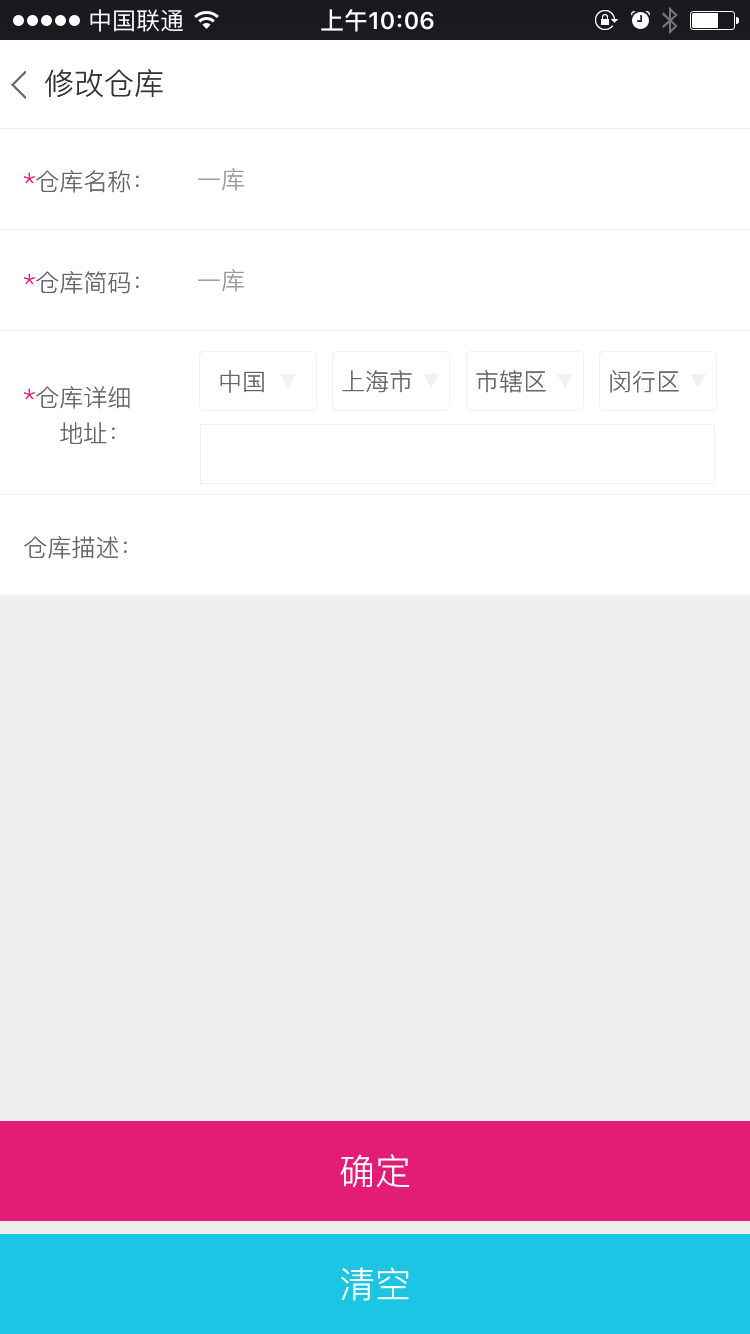 中国联通
上午10:06
修改仓库
*仓库名称：
一库
*仓库简码：
一库
*仓库详细
地址：
中国
上海市
市辖区
闵行区
仓库描述：
确定
清空